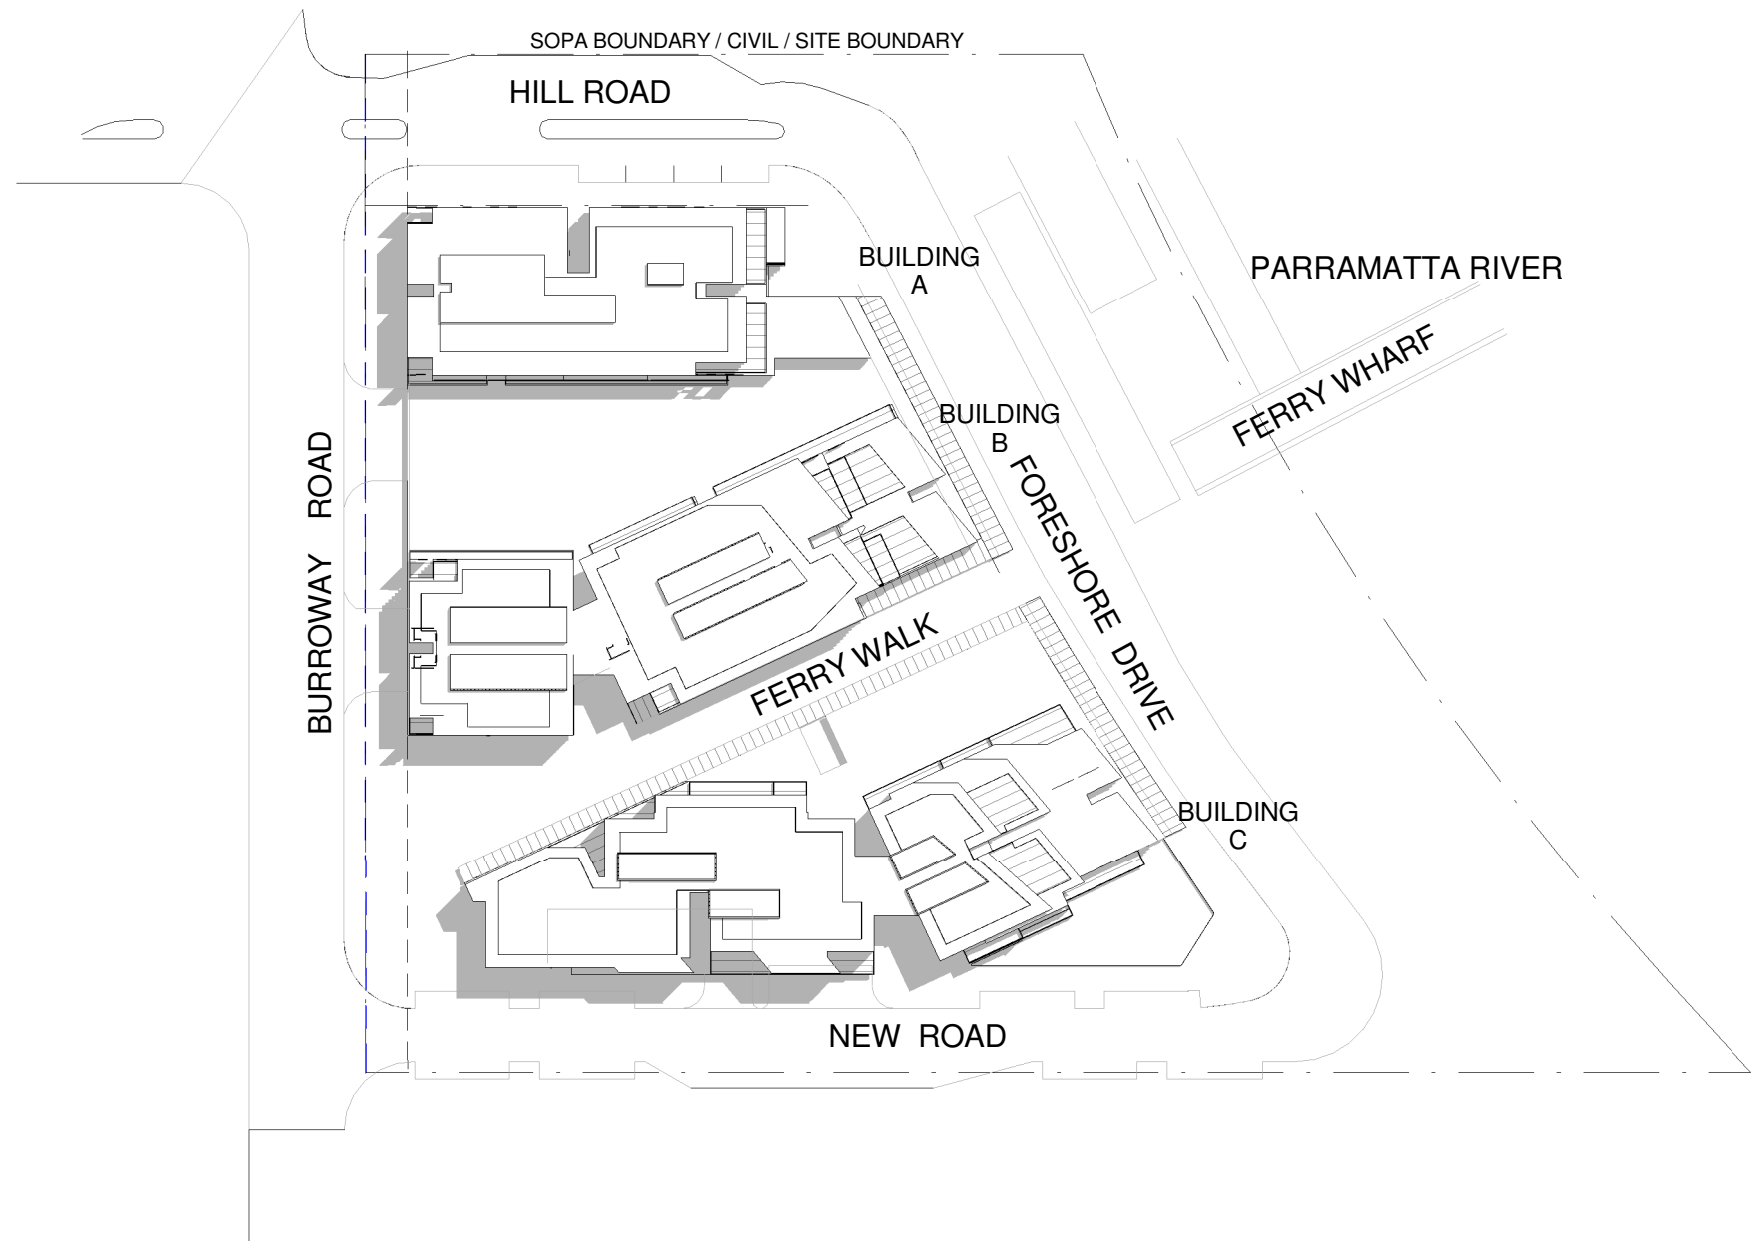 SOPA BOUNDARY / CIVIL / SITE BOUNDARY
HILL ROAD
BUILDING
A
PARRAMATTA RIVER
FERRY WHARF
BUILDING
B
FORESHORE DRIVE
BURROWAY ROAD
FERRY WALK
BUILDING
C
NEW ROAD